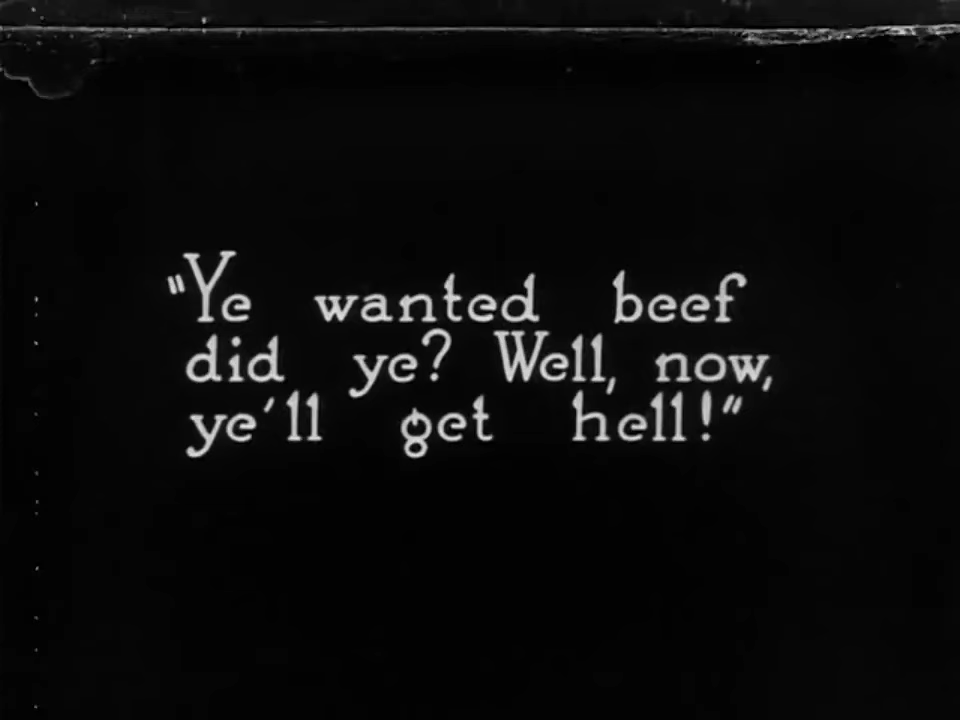 "Ye wanted beef
did ye? Well, now,
ye'll get hell!"